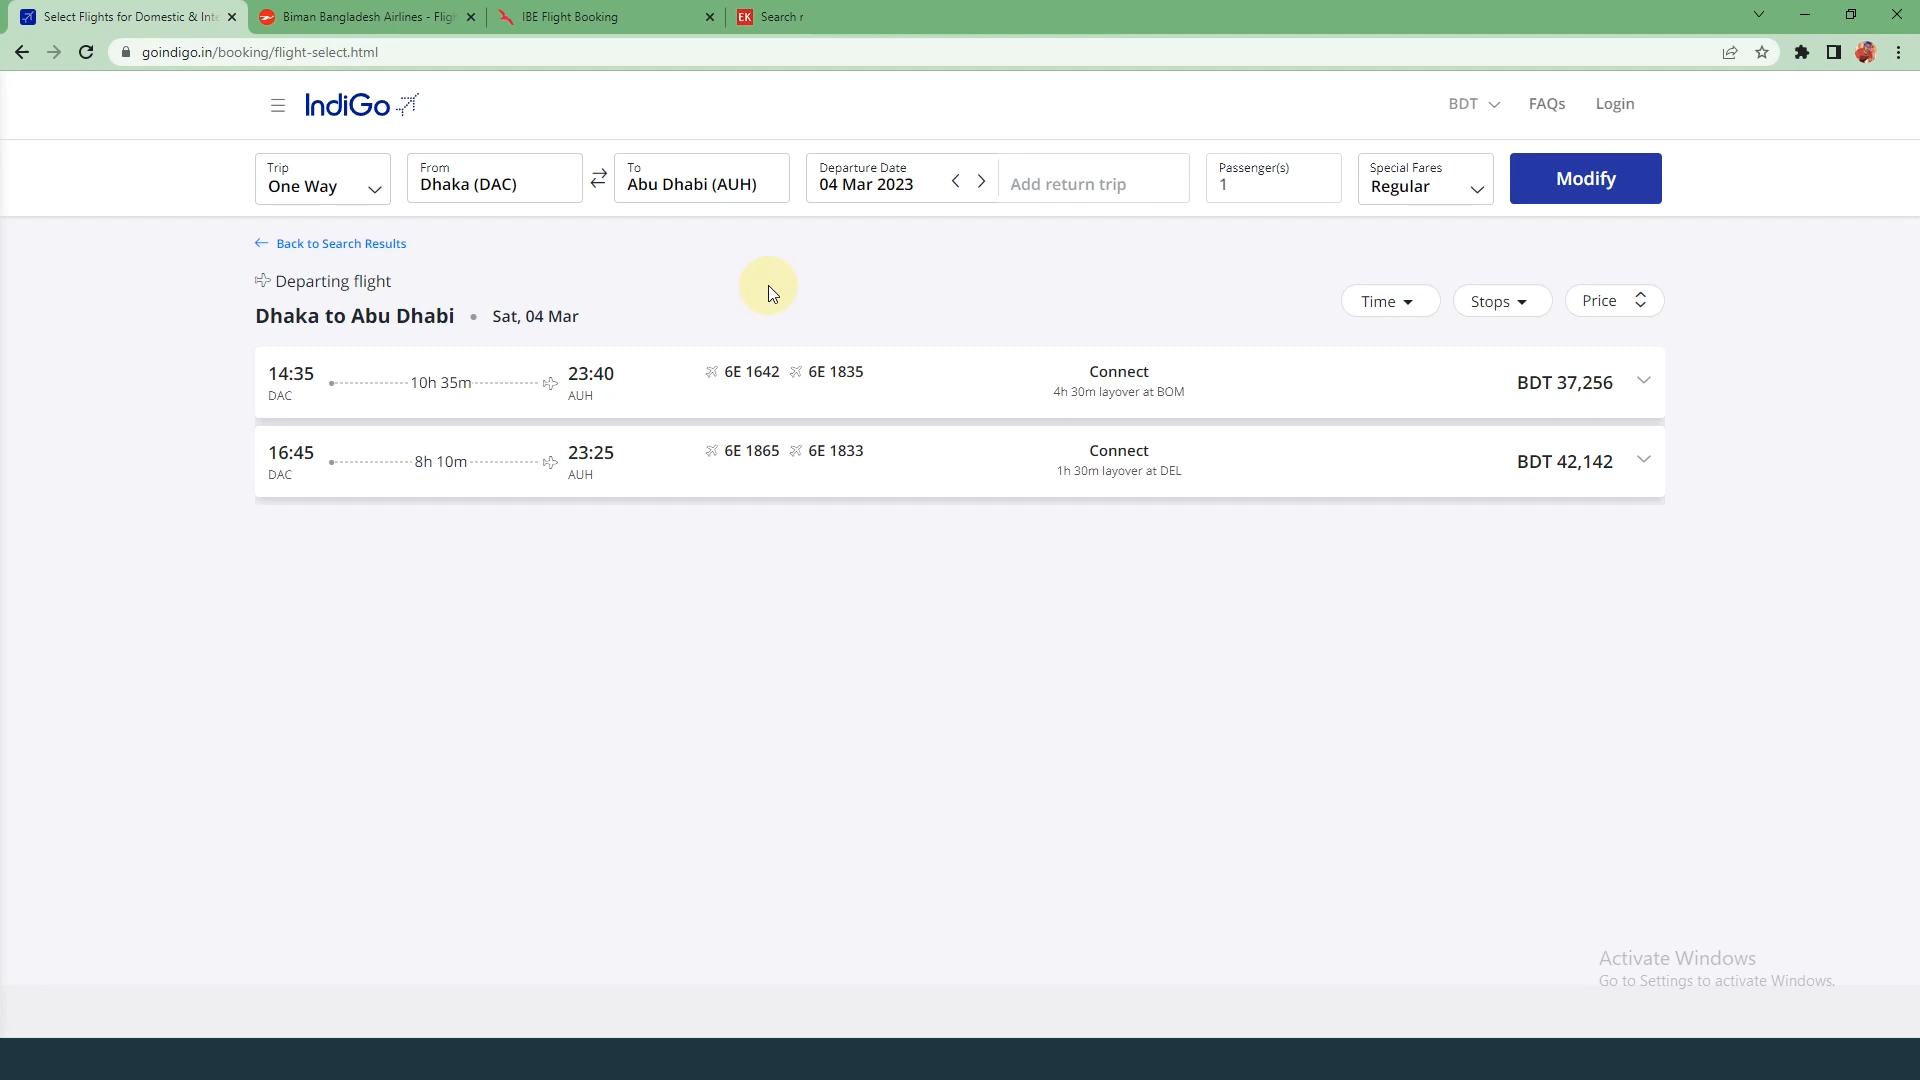 Select Flights for Domestic & Inte
Biman Bangladesh Airlines - Fligh
IBE Flight Booking
EK Search r
goindigo.in/booking/flight-select.html
IndiGo
BDT
FAQs
Login
Trip
One Way
From
Dhaka (DAC)
To
Abu Dhabi (AUH)
Departure Date
04 Mar 2023
Add return trip
Passenger(s)
1
Special Fares
Regular
Modify
Back to Search Results
Departing flight
Dhaka to Abu Dhabi • Sat, 04 Mar
Time
Stops
Price
14:35
DAC
10h 35m
23:40
AUH
6E 1642 6E 1835
Connect
4h 30m layover at BOM
BDT 37,256
16:45
DAC
8h 10m
23:25
AUH
6E 1865 6E 1833
Connect
1h 30m layover at DEL
BDT 42,142
Activate Windows
Go to Settings to activate Windows.